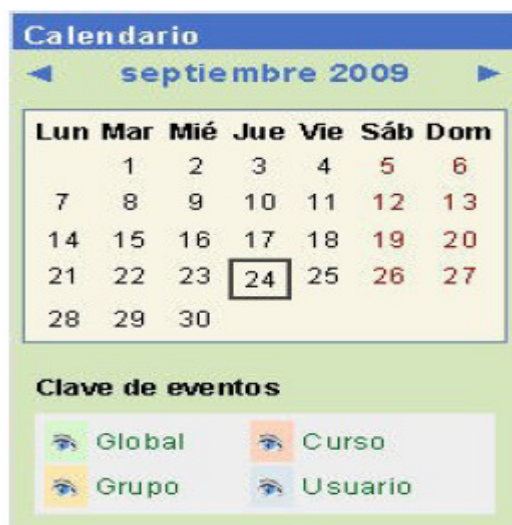 Calendario
septiembre 2009
Lun Mar Mié Jue Vie Sáb Dom
1 2 3 4 5 6
7 8 9 10 11 12 13
14 15 16 17 18 19 20
21 22 23 24 25 26 27
28 29 30
Clave de eventos
Global Curso
Grupo Usuario